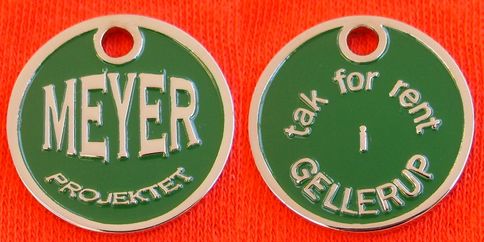 MEYER
PROJEKTET
tak for rent
i
GELLERUP